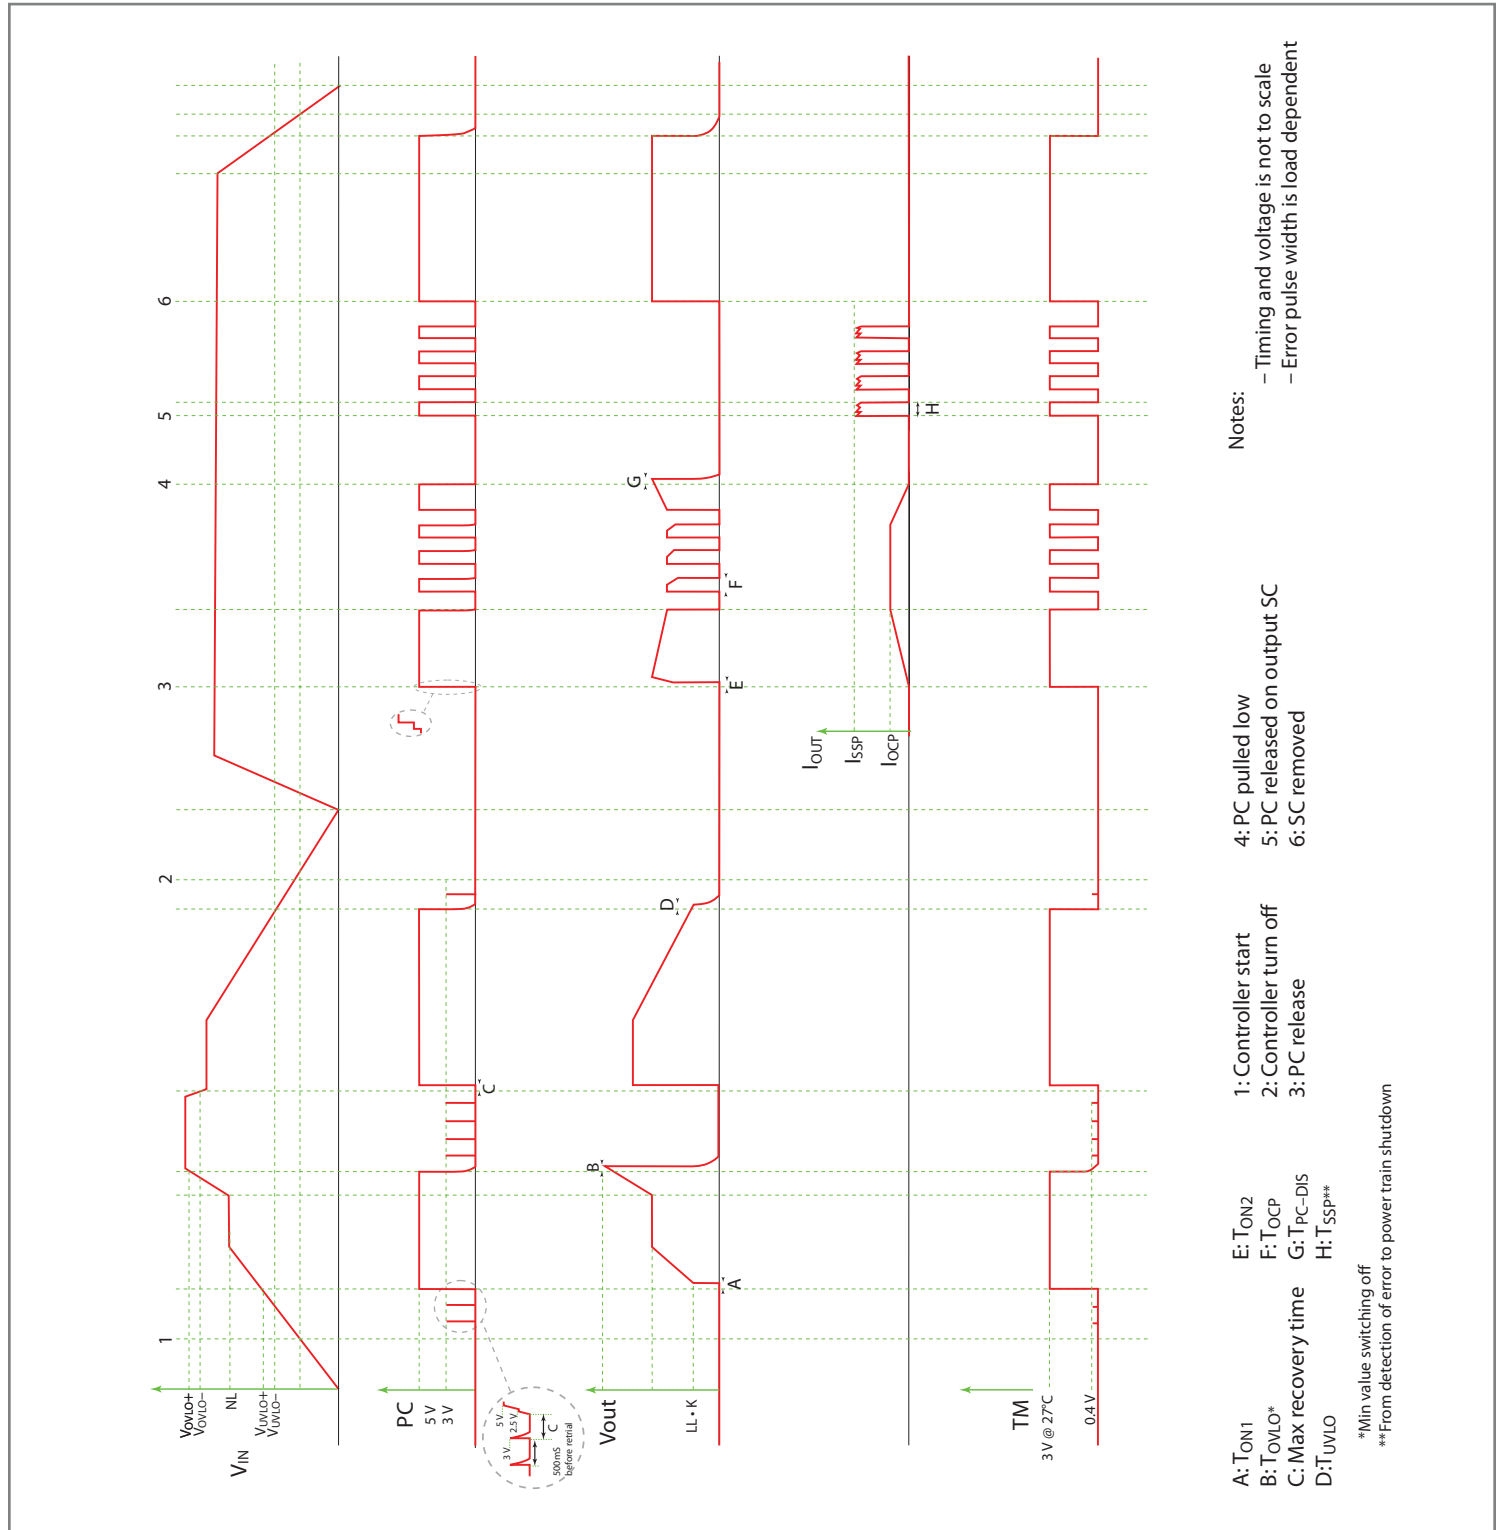 1
2
3
4
5
6
VOVLO+
VOVLO–
NL
VUVLO+
VUVLO–
VIN
PC
5 V
3 V
C
3 V
5 V
2.5 V
500mS
before retrial
C
Vout
LL • K
A
B
D
E
F
G
IOUT
ISSP
IOCP
H
TM
3 V @ 27°C
0.4 V
A: TON1
B: TOVLO*
C: Max recovery time
D:TUVLO
E: TON2
F: TOCP
G: TPC–DIS
H: TSSP**
1: Controller start
2: Controller turn off
3: PC release
4: PC pulled low
5: PC released on output SC
6: SC removed
Notes:
– Timing and voltage is not to scale
– Error pulse width is load dependent
*Min value switching off
**From detection of error to power train shutdown